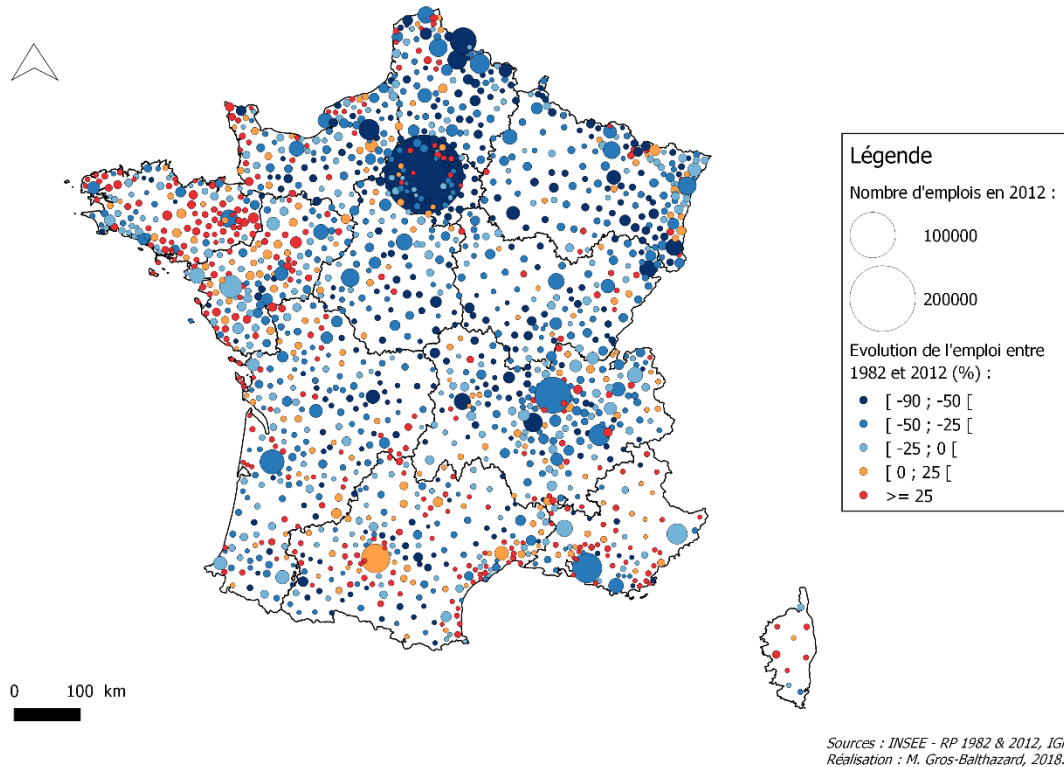 Légende
Nombre d'emplois en 2012 :
100000
200000
Evolution de l'emploi entre
1982 et 2012 (%) :
[ -90 ; -50 [
[ -50 ; -25 [
[ -25 ; 0 [
[ 0 ; 25 [
>= 25
0 100 km
Sources : INSEE - RP 1982 & 2012,
Réalisation : M. Gros-Balthazard, 2018